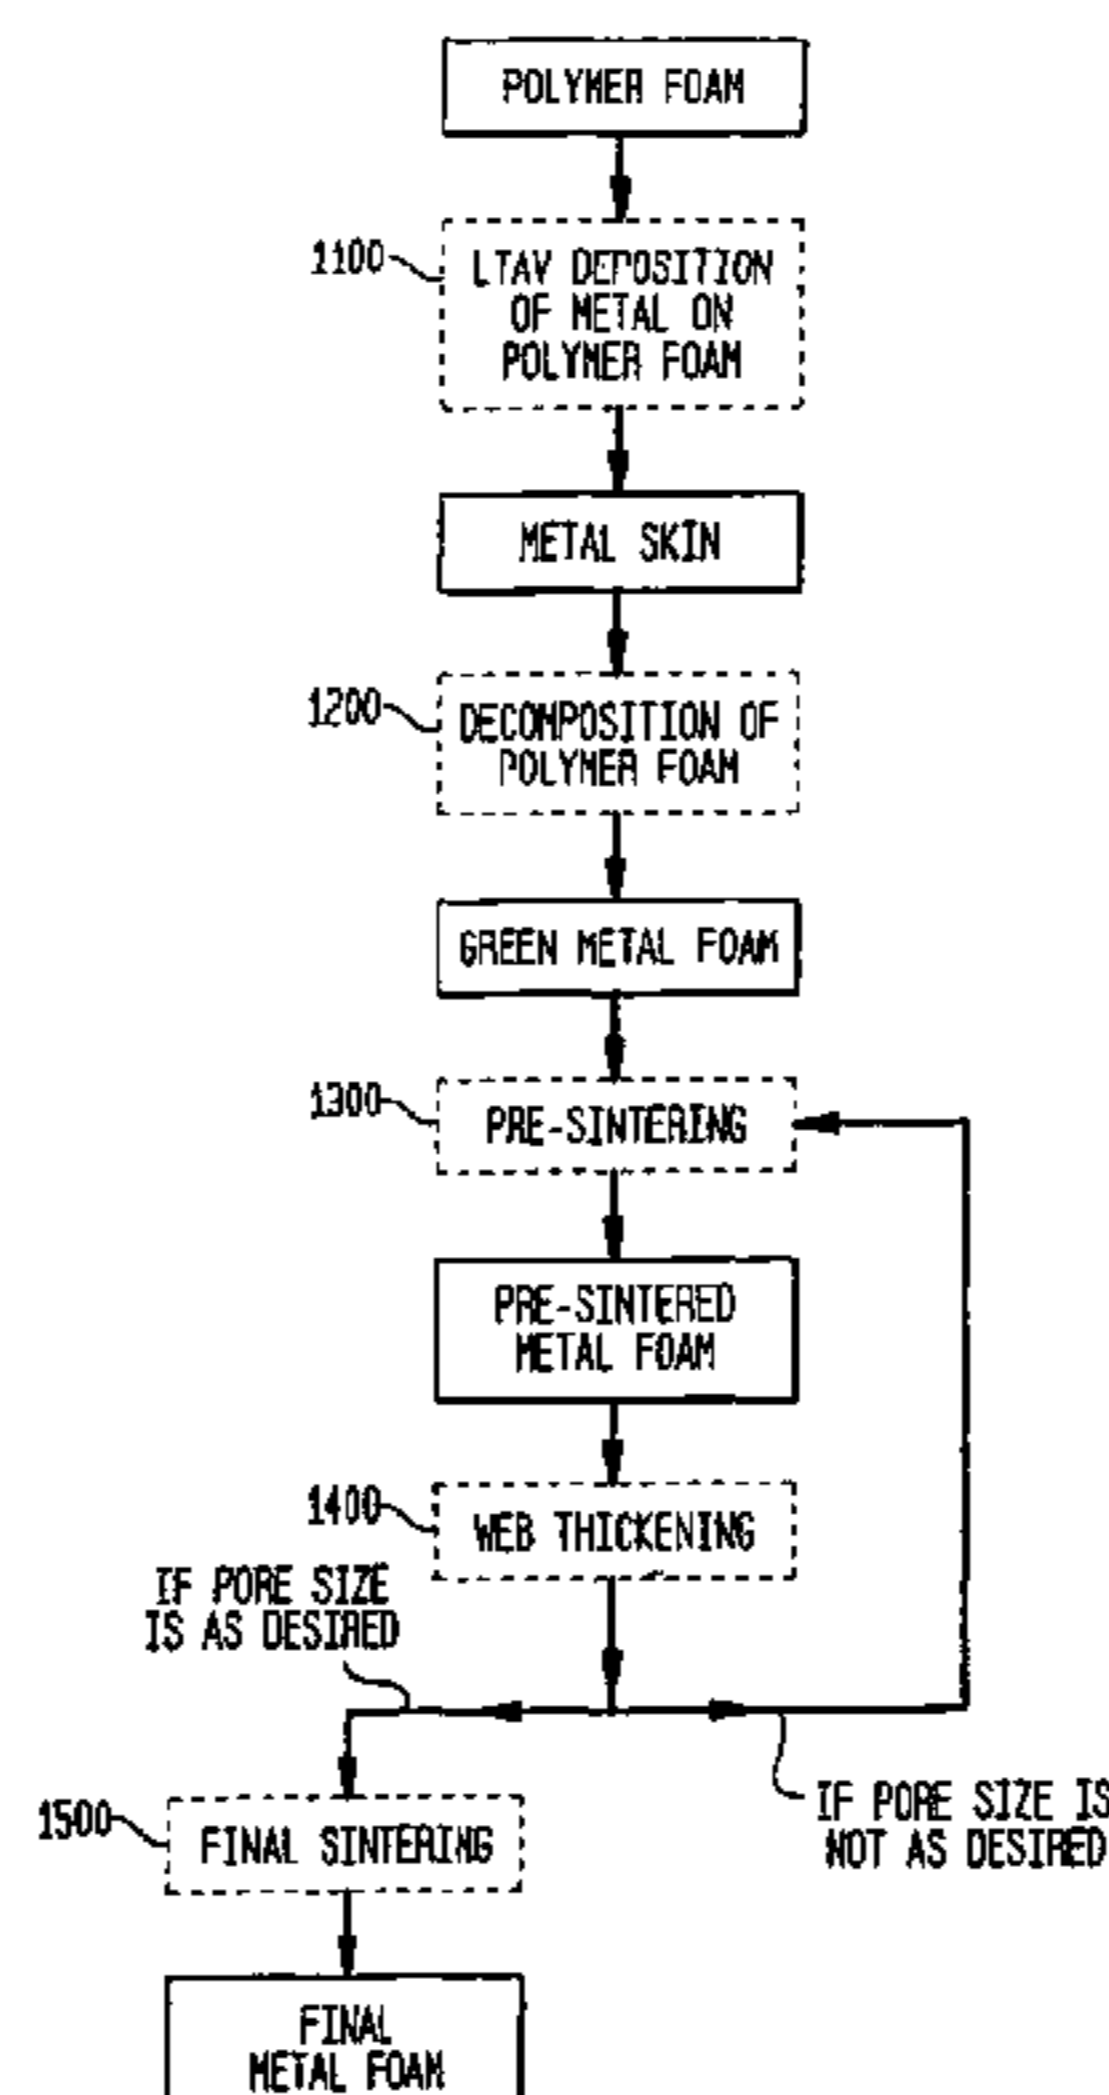 POLYMER FOAM
1100
LTAV DEPOSITION
OF METAL ON
POLYMER FOAM
METAL SKIN
1200
DECOMPOSITION OF
POLYMER FOAM
GREEN METAL FOAM
1300
PRE-SINTERING
PRE-SINTERED
METAL FOAM
1400
WEB THICKENING
IF PORE SIZE
IS AS DESIRED
IF PORE SIZE IS
NOT AS DESIRED
1500
FINAL SINTERING
FINAL
METAL FOAM